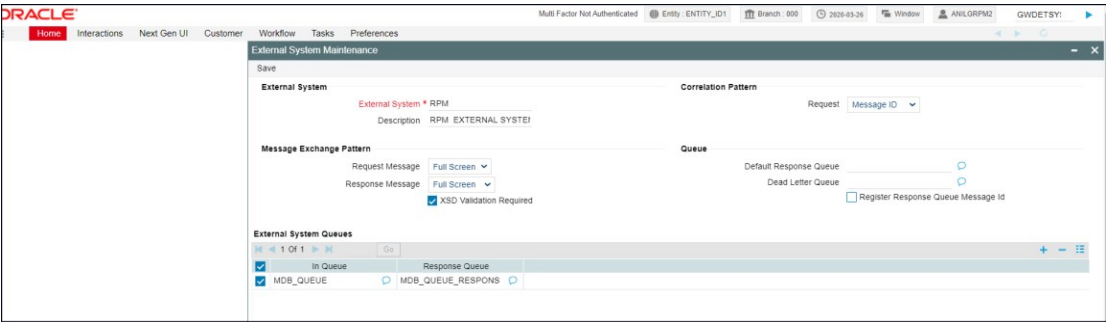 ORACLE
Multi Factor Not Authenticated Entity : ENTITY_ID1 Branch : 000 2020-03-26 Window ANILGRPM2 GWDETSYS
Home Interactions Next Gen UI Customer Workflow Tasks Preferences
External System Maintenance
Save
External System Correlation Pattern
External System * RPM Request Message ID
Description RPM EXTERNAL SYSTEM
Message Exchange Pattern Queue
Request Message Full Screen Default Response Queue
Response Message Full Screen Dead Letter Queue
XSD Validation Required Register Response Queue Message Id
External System Queues
1 Of 1 Go
In Queue Response Queue
MDB_QUEUE MDB_QUEUE_RESPONS